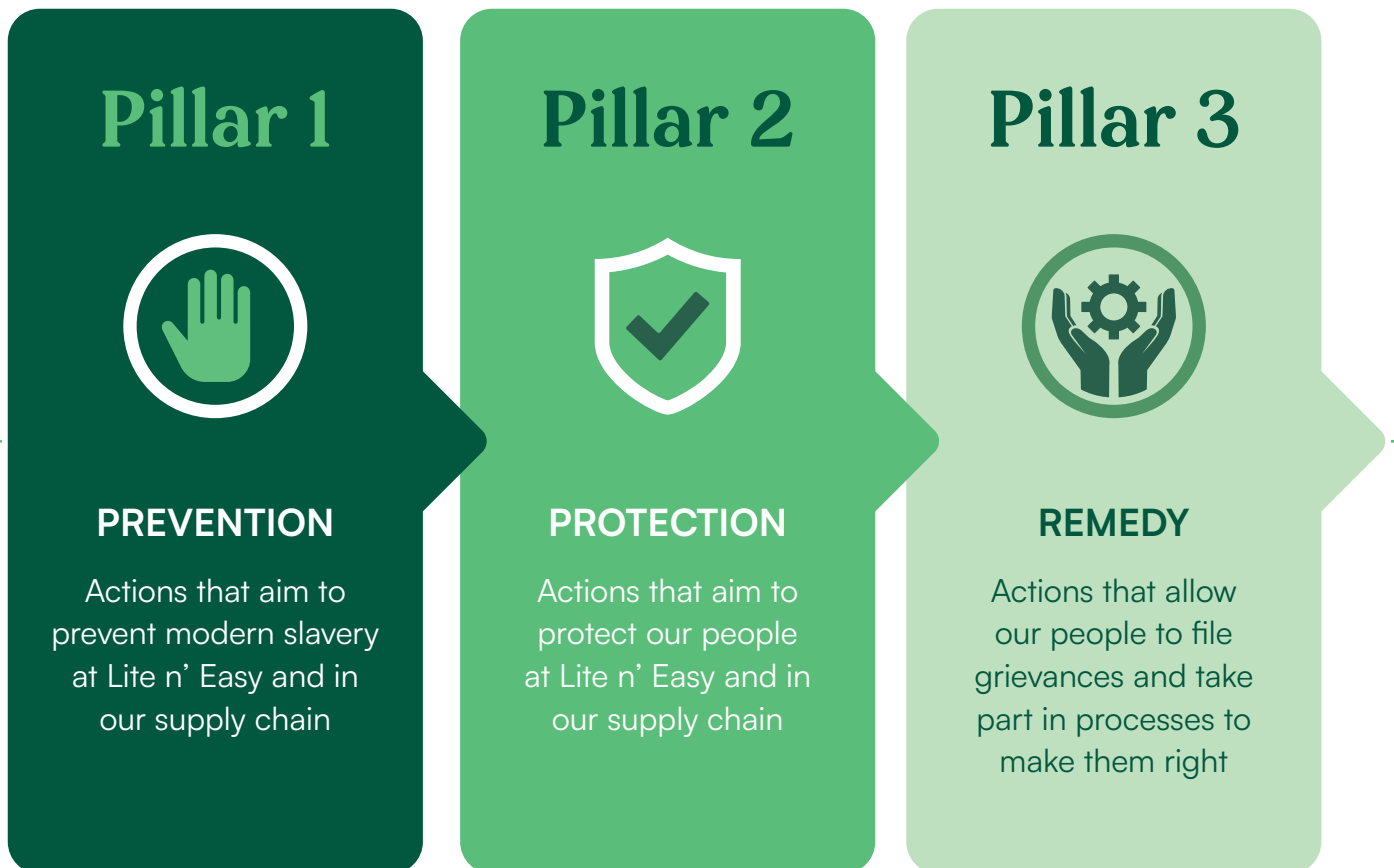 Pillar 1
PREVENTION
Actions that aim to
prevent modern slavery
at Lite n’ Easy and in
our supply chain
Pillar 2
PROTECTION
Actions that aim to
protect our people
at Lite n’ Easy and in
our supply chain
Pillar 3
REMEDY
Actions that allow
our people to file
grievances and take
part in processes to
make them right